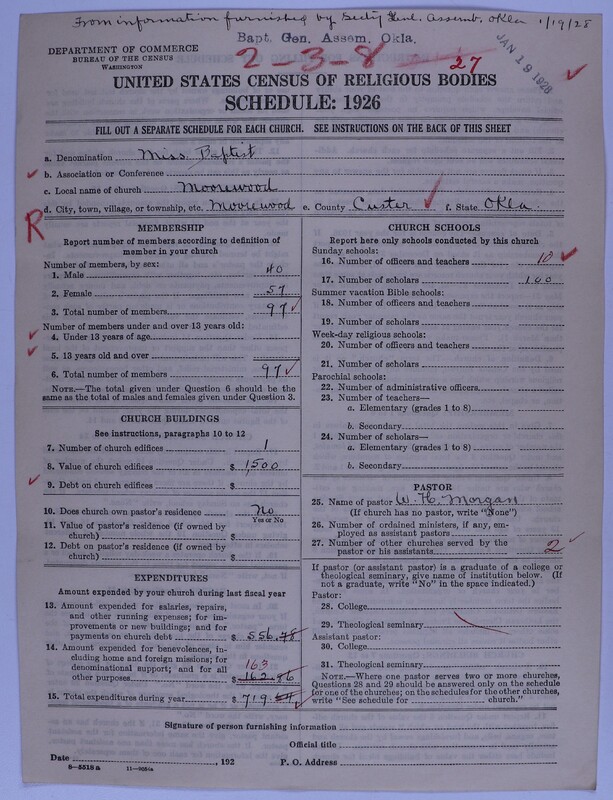 From information furnished by Secty Genl. Assemb. Okla 1/19/28
Bapt. Gen. Assem, Okla.
DEPARTMENT OF COMMERCE
BUREAU OF THE CENSUS
WASHINGTON
2-3-8
27
JAN 19 1928
UNITED STATES CENSUS OF RELIGIOUS BODIES
SCHEDULE: 1926
FILL OUT A SEPARATE SCHEDULE FOR EACH CHURCH. SEE INSTRUCTIONS ON THE BACK OF THIS SHEET
a. Denomination Miss. Baptist
b. Association or Conference
c. Local name of church Moorewood
d. City, town, village, or township, etc. Moorewood e. County Custer f. State Okla.
R
MEMBERSHIP
Report number of members according to definition of
member in your church
Number of members, by sex:
1. Male 40
2. Female 57
3. Total number of members 97
Number of members under and over 13 years old:
4. Under 13 years of age
5. 13 years old and over
6. Total number of members 97
NOTE.—The total given under Question 6 should be
same as the total of males and females given under Question 3.
CHURCH BUILDINGS
See instructions, paragraphs 10 to 12
7. Number of church edifices 1
8. Value of church edifices $ 1,500
9. Debt on church edifices $
10. Does church own pastor's residence? No
Yes or No
11. Value of pastor's residence (if owned by
church) $
12. Debt on pastor's residence (if owned by
church) $
EXPENDITURES
Amount expended by your church during last fiscal year
13. Amount expended for salaries, repairs,
and other running expenses; for im-
provements or new buildings; and for
payments on church debt $ 556.78
14. Amount expended for benevolences, in-
cluding home and foreign missions; for
denominational support; and for all
other purposes $ 162.86
163
15. Total expenditures during year $ 719.64
CHURCH SCHOOLS
Report here only schools conducted by this church
Sunday schools:
16. Number of officers and teachers 10
17. Number of scholars 100
Summer vacation Bible schools:
18. Number of officers and teachers
19. Number of scholars
Week-day religious schools:
20. Number of officers and teachers
21. Number of scholars
Parochial schools:
22. Number of administrative officers
23. Number of teachers—
a. Elementary (grades 1 to 8)
b. Secondary
24. Number of scholars—
a. Elementary (grades 1 to 8)
b. Secondary
PASTOR
25. Name of pastor W. H. Morgan
(If church has no pastor, write "None")
26. Number of ordained ministers, if any, em-
ployed as assistant pastors
27. Number of other churches served by the
pastor or his assistants 2
If pastor (or assistant pastor) is a graduate of a college or
theological seminary, give name of institution below. (If
not a graduate, write "No" in the space indicated.)
Pastor:
28. College
29. Theological seminary
Assistant pastor:
30. College
31. Theological seminary
NOTE.—Where one pastor serves two or more churches,
Questions 28 and 29 should be answered only on the schedule
for one of the churches; on the schedules for the other churches,
write "See schedule for church."
Signature of person furnishing information
Official title
Date , 192 P. O. Address
8—5518 a